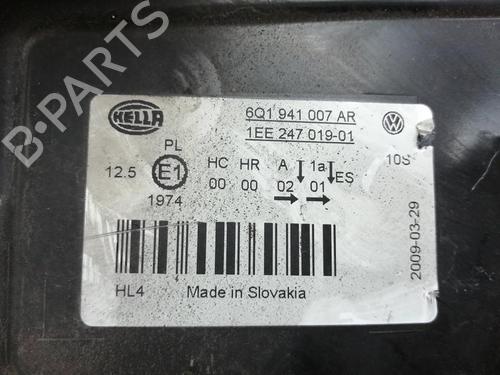 HELLA
6Q1 941 007 AR
1EE 247 019-01
PL
12.5 E1 HC HR A 1a ES 10S
00 00 02 01
1974
2009-03-29
HL4 Made in Slovakia
B-PARTS